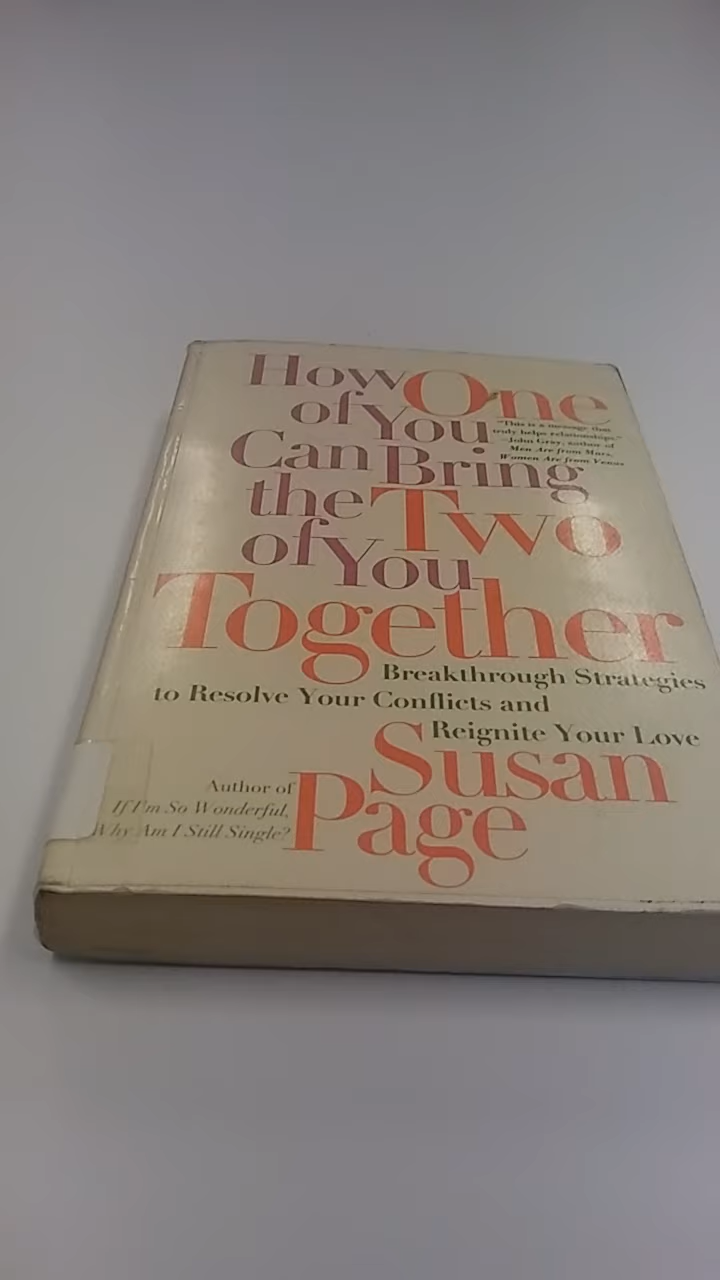 How One
of You
"This is a message that
truly helps relationships."
—John Gray, author of
Men Are from Mars,
Women Are from Venus
Can Bring
the Two
of You
Together
Breakthrough Strategies
to Resolve Your Conflicts and
Reignite Your Love
Susan
Page
Author of
If I'm So Wonderful,
Why Am I Still Single?